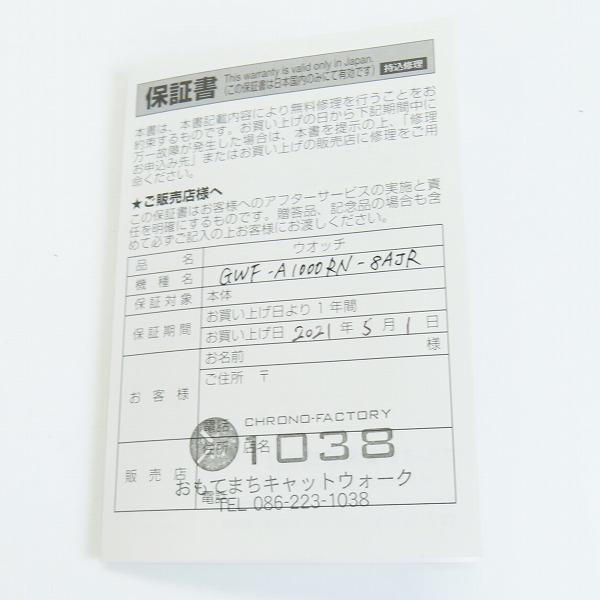 保証書
This warranty is valid only in Japan.
(この保証書は日本国内のみにて有効です)
持込修理
本書は、本書記載内容により無料修理を行うことをお
約束するものです。お買い上げの日から下記期間中に
万一故障が発生した場合は、本書を提示の上、「修理
お申込み先」またはお買い上げの販売店に修理をご用
命ください。
★ご販売店様へ
この保証書はお客様へのアフターサービスの実施と責
任を明確にするものです。贈答品、記念品の場合も含
めて必ずご記入の上お客様にお渡しください。
品名 ウオッチ
機種名 GWF-A1000RN-8AJR
保証対象 本体
保証期間 お買い上げ日より1年間
お買い上げ日 2021年5月1日
お客様 お名前 様
ご住所 〒
電話
CHRONO-FACTORY
販売店 住所・店名
1038
おもてまちキャットウォーク
電話
TEL 086-223-1038